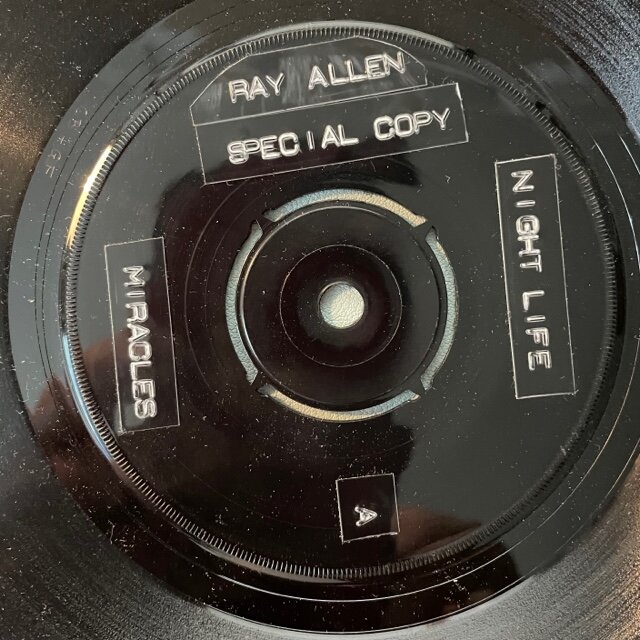 RAY ALLEN
SPECIAL COPY
NIGHT LIFE
MIRACLES
A